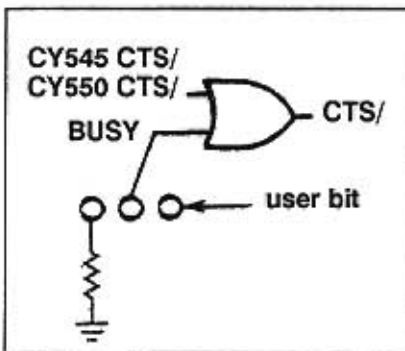 CY545 CTS/
CY550 CTS/
CTS/
BUSY
user bit